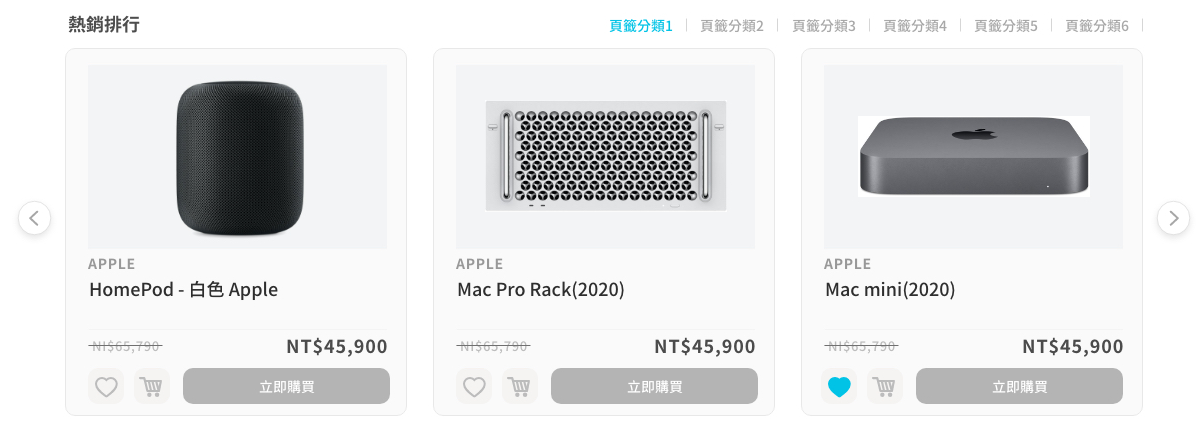 熱銷排行
頁籤分類1
頁籤分類2
頁籤分類3
頁籤分類4
頁籤分類5
頁籤分類6
APPLE
HomePod - 白色 Apple
NT$65,790
NT$45,900
立即購買
APPLE
Mac Pro Rack(2020)
NT$65,790
NT$45,900
立即購買
APPLE
Mac mini(2020)
NT$65,790
NT$45,900
立即購買